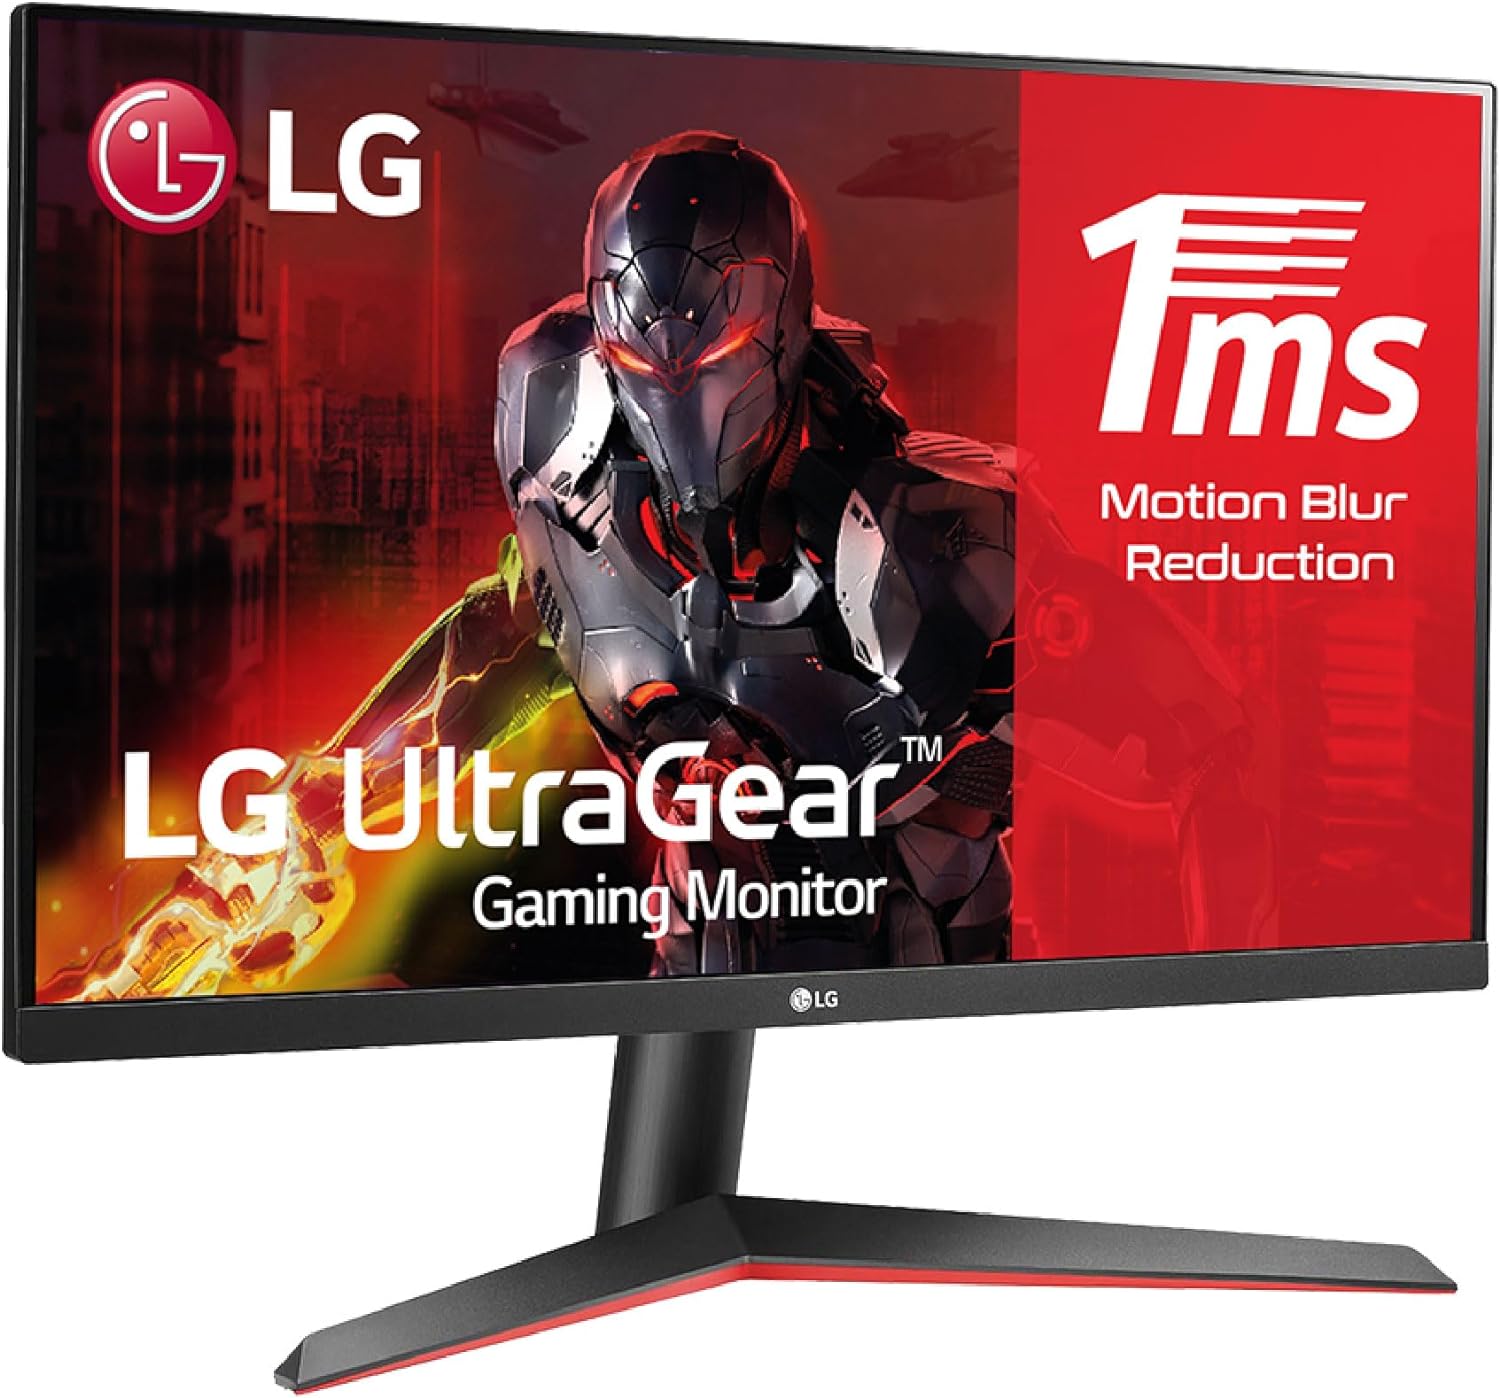 LG
1ms
Motion Blur
Reduction
LG UltraGear™
Gaming Monitor
LG